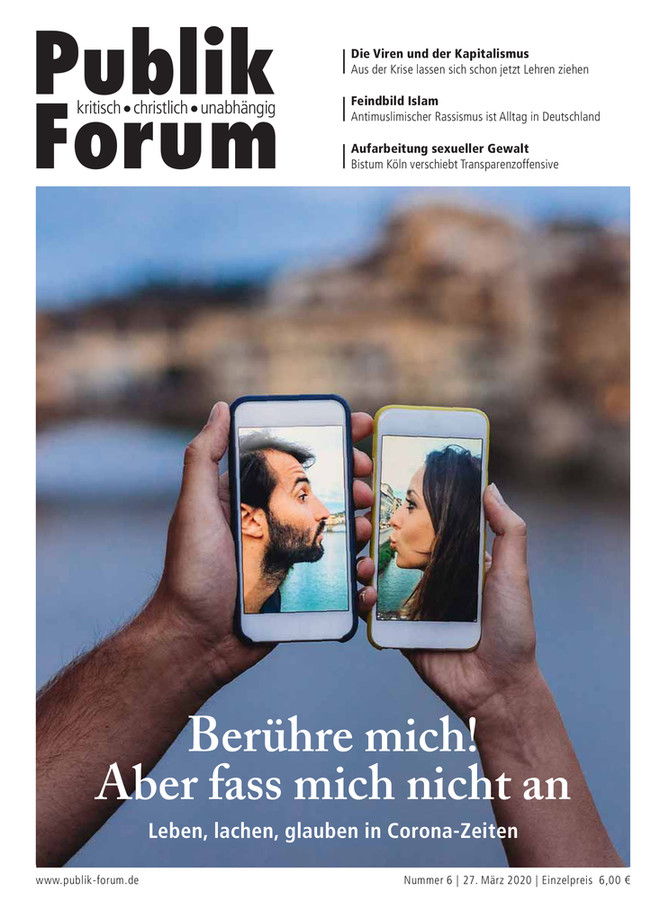 Publik
kritisch • christlich • unabhängig
Forum
Die Viren und der Kapitalismus
Aus der Krise lassen sich schon jetzt Lehren ziehen
Feindbild Islam
Antimuslimischer Rassismus ist Alltag in Deutschland
Aufarbeitung sexueller Gewalt
Bistum Köln verschiebt Transparenzoffensive
Berühre mich!
Aber fass mich nicht an
Leben, lachen, glauben in Corona-Zeiten
www.publik-forum.de
Nummer 6 | 27. März 2020 | Einzelpreis 6,00 €